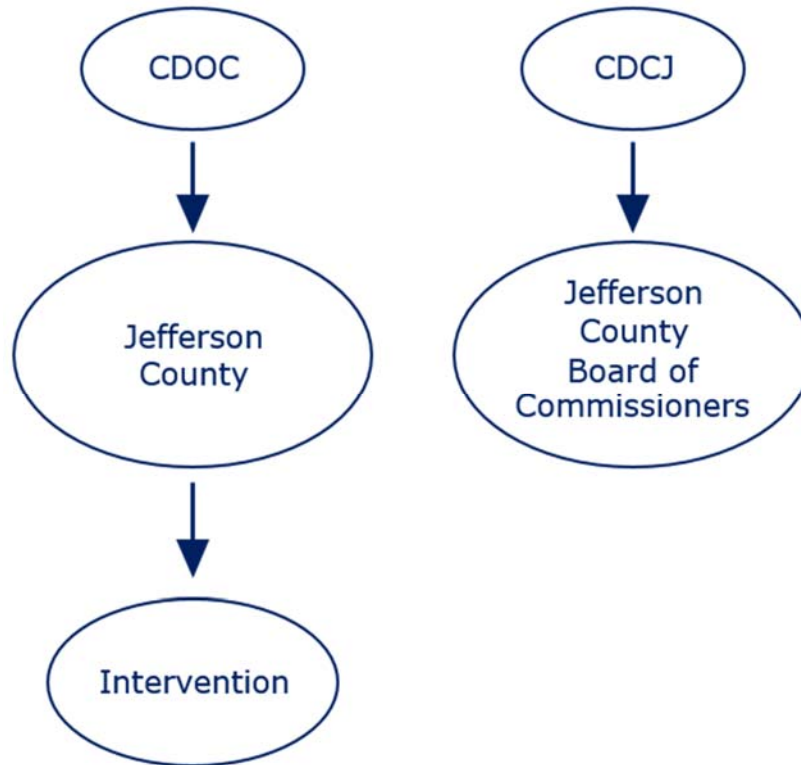 CDOC
CDCJ
Jefferson
County
Jefferson
County
Board of
Commissioners
Intervention